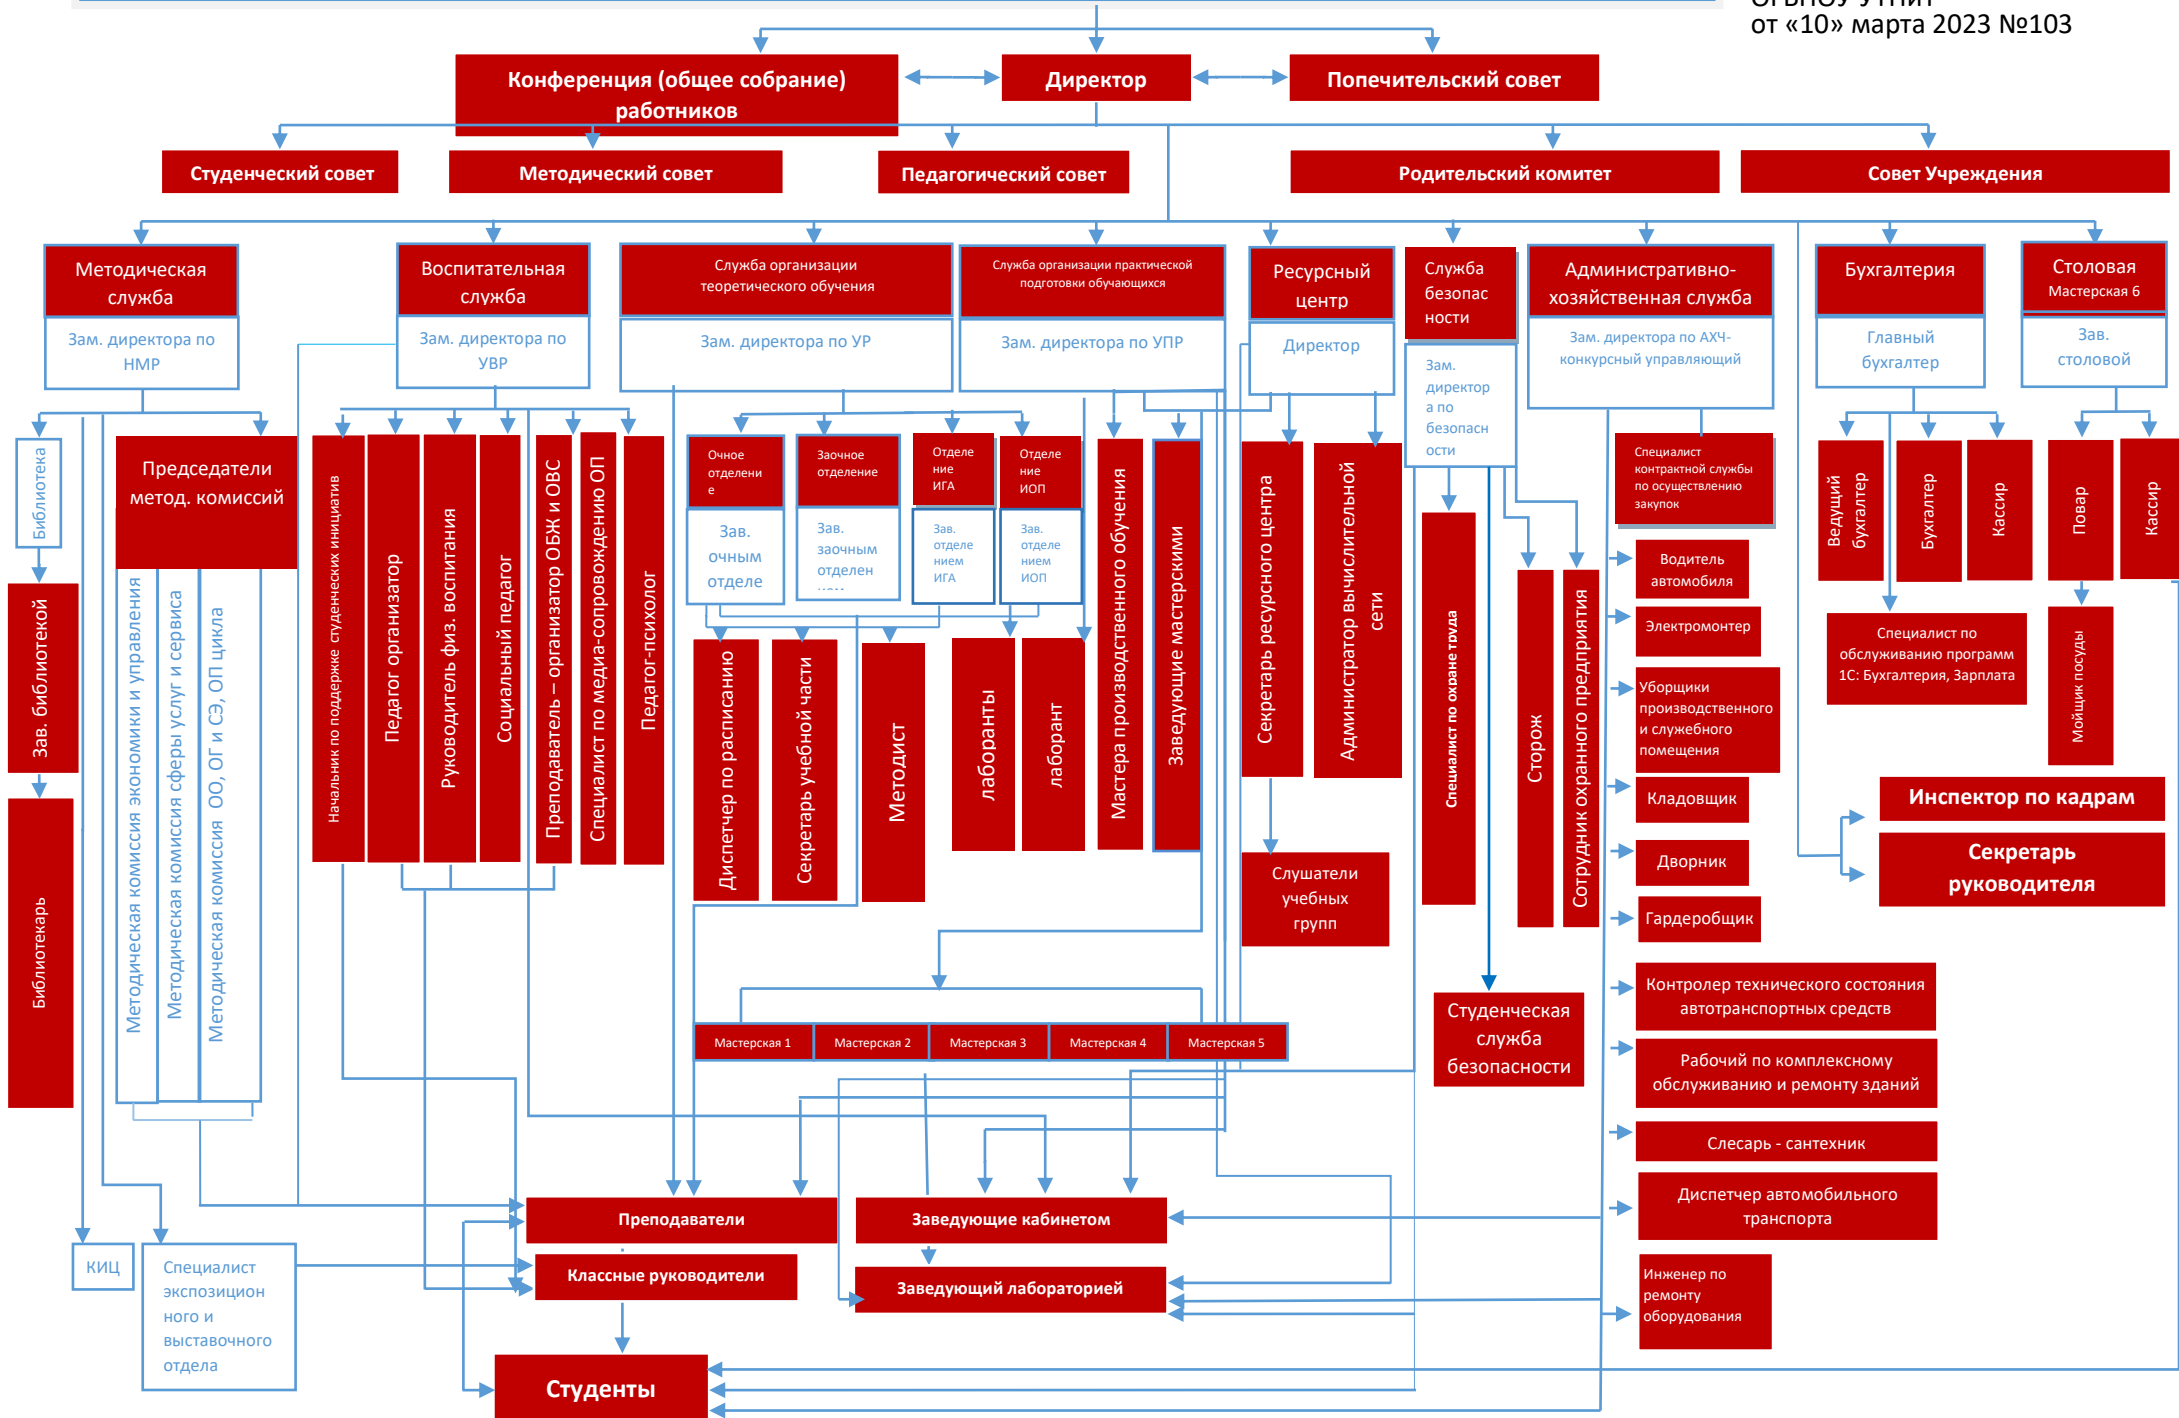 от «10» марта 2023 №103
Конференция (общее собрание)
работников
Директор
Попечительский совет
Студенческий совет
Методический совет
Педагогический совет
Родительский комитет
Совет Учреждения
Методическая
служба
Зам. директора по
НМР
Воспитательная
служба
Зам. директора по
УВР
Служба организации
теоретического обучения
Зам. директора по УР
Служба организации практической
подготовки обучающихся
Зам. директора по УПР
Ресурсный
центр
Директор
Служба
безопас
ности
Зам.
директор
а по
безопасн
ости
Административно-
хозяйственная служба
Зам. директора по АХЧ-
конкурсный управляющий
Бухгалтерия
Главный
бухгалтер
Столовая
Мастерская 6
Зав.
столовой
Библиотека
Зав. библиотекой
Библиотекарь
Председатели
метод. комиссий
Методическая комиссия экономики и управления
Методическая комиссия сферы услуг и сервиса
Методическая комиссия ОО, ОГ и СЭ, ОП цикла
Начальник по поддержке студенческих инициатив
Педагог организатор
Руководитель физ. воспитания
Социальный педагог
Преподаватель – организатор ОБЖ и ОВС
Специалист по медиа-сопровождению ОП
Педагог-психолог
Очное
отделени
е
Зав.
очным
отделе
Заочное
отделение
Зав.
заочным
отделен
Отделе
ние
ИГА
Зав.
отделе
нием
ИГА
Отделе
ние
ИОП
Зав.
отделе
нием
ИОП
Диспетчер по расписанию
Секретарь учебной части
Методист
лаборанты
лаборант
Мастера производственного обучения
Заведующие мастерскими
Секретарь ресурсного центра
Администратор вычислительной
сети
Слушатели
учебных
групп
Специалист по охране труда
Сторож
Сотрудник охранного предприятия
Студенческая
служба
безопасности
Специалист
контрактной службы
по осуществлению
закупок
Водитель
автомобиля
Электромонтер
Уборщики
производственного
и служебного
помещения
Кладовщик
Дворник
Гардеробщик
Контролер технического состояния
автотранспортных средств
Рабочий по комплексному
обслуживанию и ремонту зданий
Слесарь - сантехник
Диспетчер автомобильного
транспорта
Инженер по
ремонту
оборудования
Ведущий
бухгалтер
Бухгалтер
Кассир
Специалист по
обслуживанию программ
1С: Бухгалтерия, Зарплата
Повар
Кассир
Мойщик посуды
Инспектор по кадрам
Секретарь
руководителя
Мастерская 1
Мастерская 2
Мастерская 3
Мастерская 4
Мастерская 5
Преподаватели
Заведующие кабинетом
Классные руководители
Заведующий лабораторией
КИЦ
Специалист
экспозицион
ного и
выставочного
отдела
Студенты